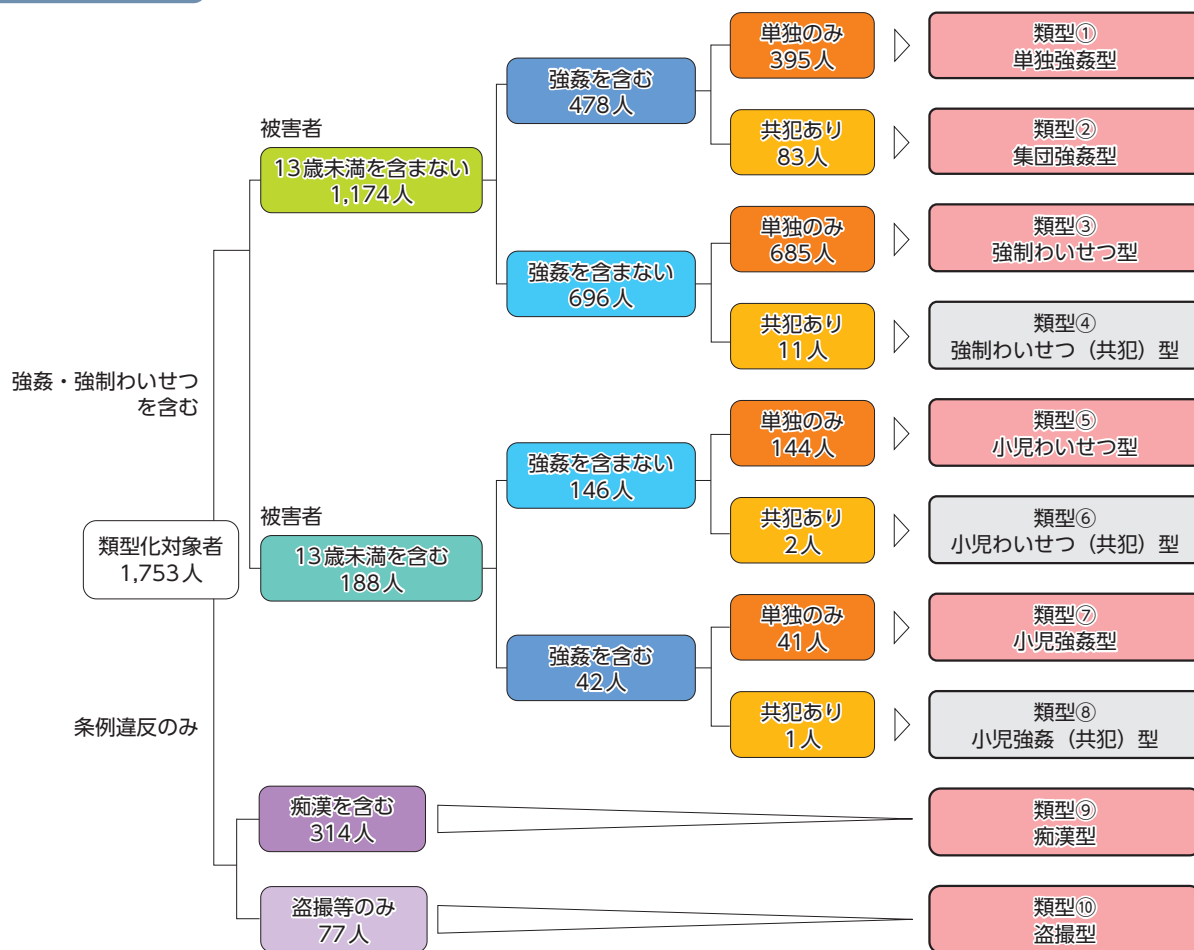 単独のみ
395人
類型①
単独強姦型
強姦を含む
478人
共犯あり
83人
類型②
集団強姦型
被害者
13歳未満を含まない
1,174人
単独のみ
685人
類型③
強制わいせつ型
強姦を含まない
696人
共犯あり
11人
類型④
強制わいせつ（共犯）型
強姦・強制わいせつ
を含む
単独のみ
144人
類型⑤
小児わいせつ型
強姦を含まない
146人
共犯あり
2人
類型⑥
小児わいせつ（共犯）型
被害者
13歳未満を含む
188人
類型化対象者
1,753人
単独のみ
41人
類型⑦
小児強姦型
強姦を含む
42人
共犯あり
1人
類型⑧
小児強姦（共犯）型
条例違反のみ
痴漢を含む
314人
類型⑨
痴漢型
盗撮等のみ
77人
類型⑩
盗撮型